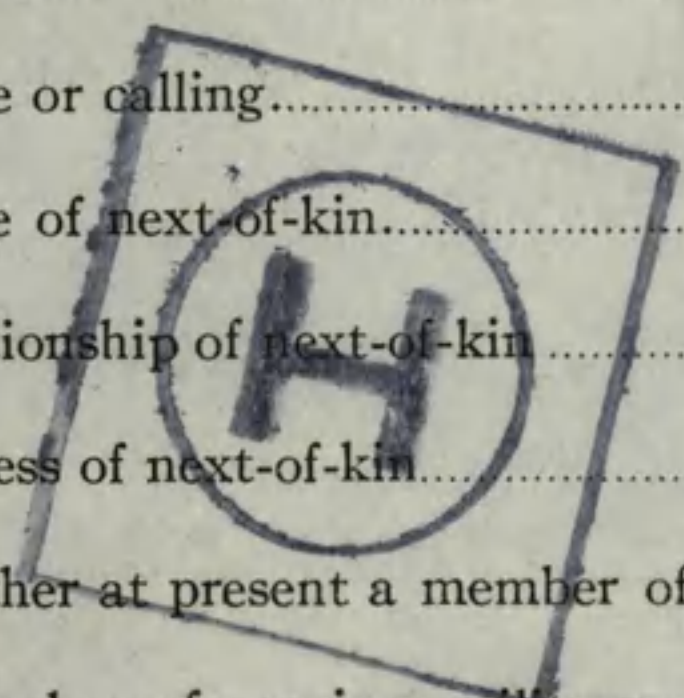 e or calling
e of next-of-kin
H
ionship of next-of-kin
ess of next-of-kin
her at present a member of